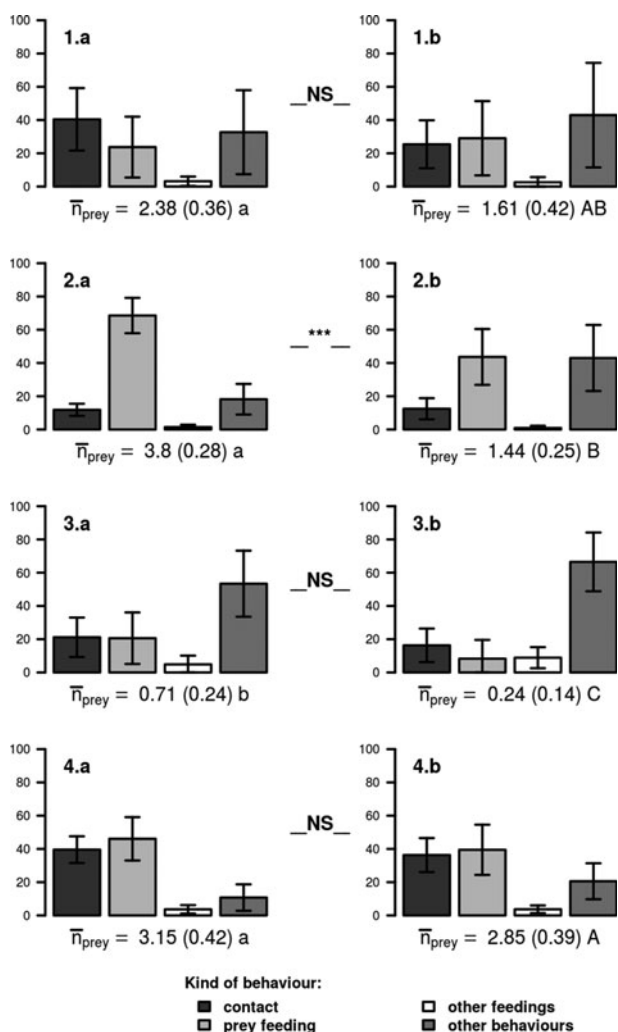 100
80
60
40
20
0
1.a
n̅prey = 2.38 (0.36) a
_NS_
100
80
60
40
20
0
1.b
n̅prey = 1.61 (0.42) AB
100
80
60
40
20
0
2.a
n̅prey = 3.8 (0.28) a
_***_
100
80
60
40
20
0
2.b
n̅prey = 1.44 (0.25) B
100
80
60
40
20
0
3.a
n̅prey = 0.71 (0.24) b
_NS_
100
80
60
40
20
0
3.b
n̅prey = 0.24 (0.14) C
100
80
60
40
20
0
4.a
n̅prey = 3.15 (0.42) a
_NS_
100
80
60
40
20
0
4.b
n̅prey = 2.85 (0.39) A
Kind of behaviour:
contact
prey feeding
other feedings
other behaviours